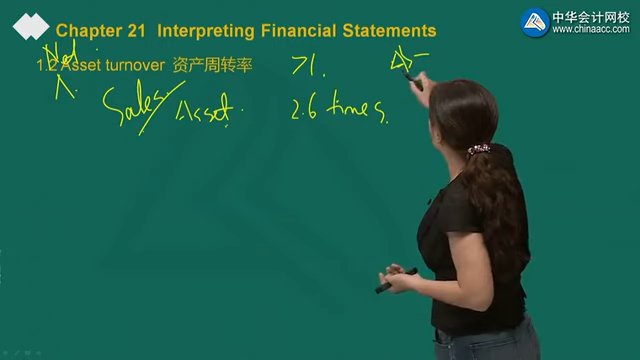 Chapter 21 Interpreting Financial Statements
中华会计网校
www.chinaacc.com
Net
1.2 Asset turnover 资产周转率
>1.
A.
Sales/Asset.
2.6 times.